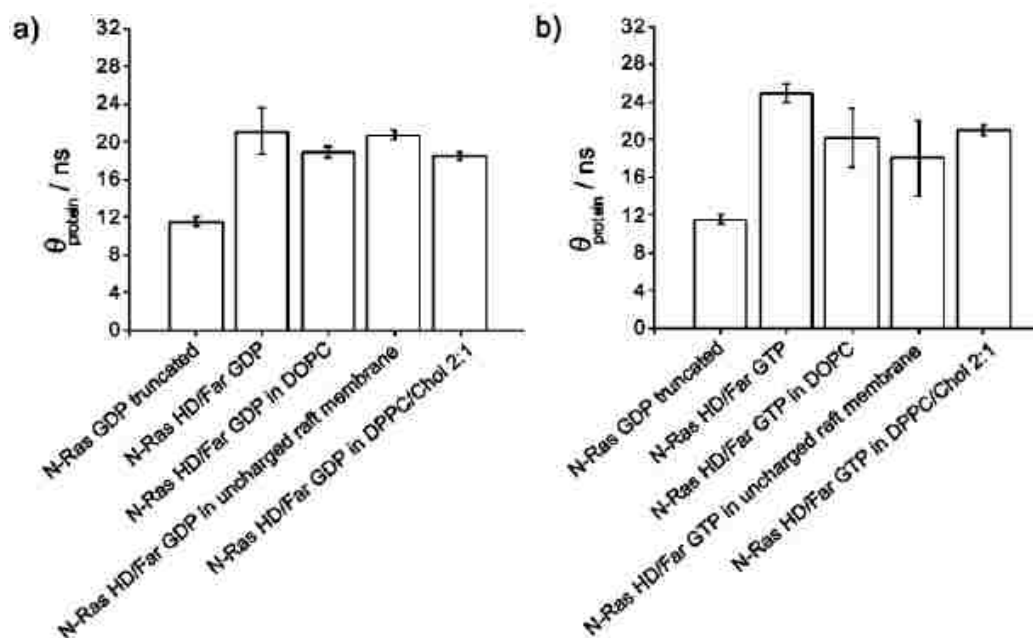 a)
32
28
24
20
16
12
8
4
0
θprotein / ns
N-Ras GDP truncated
N-Ras HD/Far GDP
N-Ras HD/Far GDP in DOPC
N-Ras HD/Far GDP in uncharged raft membrane
N-Ras HD/Far GDP in DPPC/Chol 2:1
b)
32
28
24
20
16
12
8
4
0
θprotein / ns
N-Ras GDP truncated
N-Ras HD/Far GTP
N-Ras HD/Far GTP in DOPC
N-Ras HD/Far GTP in uncharged raft membrane
N-Ras HD/Far GTP in DPPC/Chol 2:1